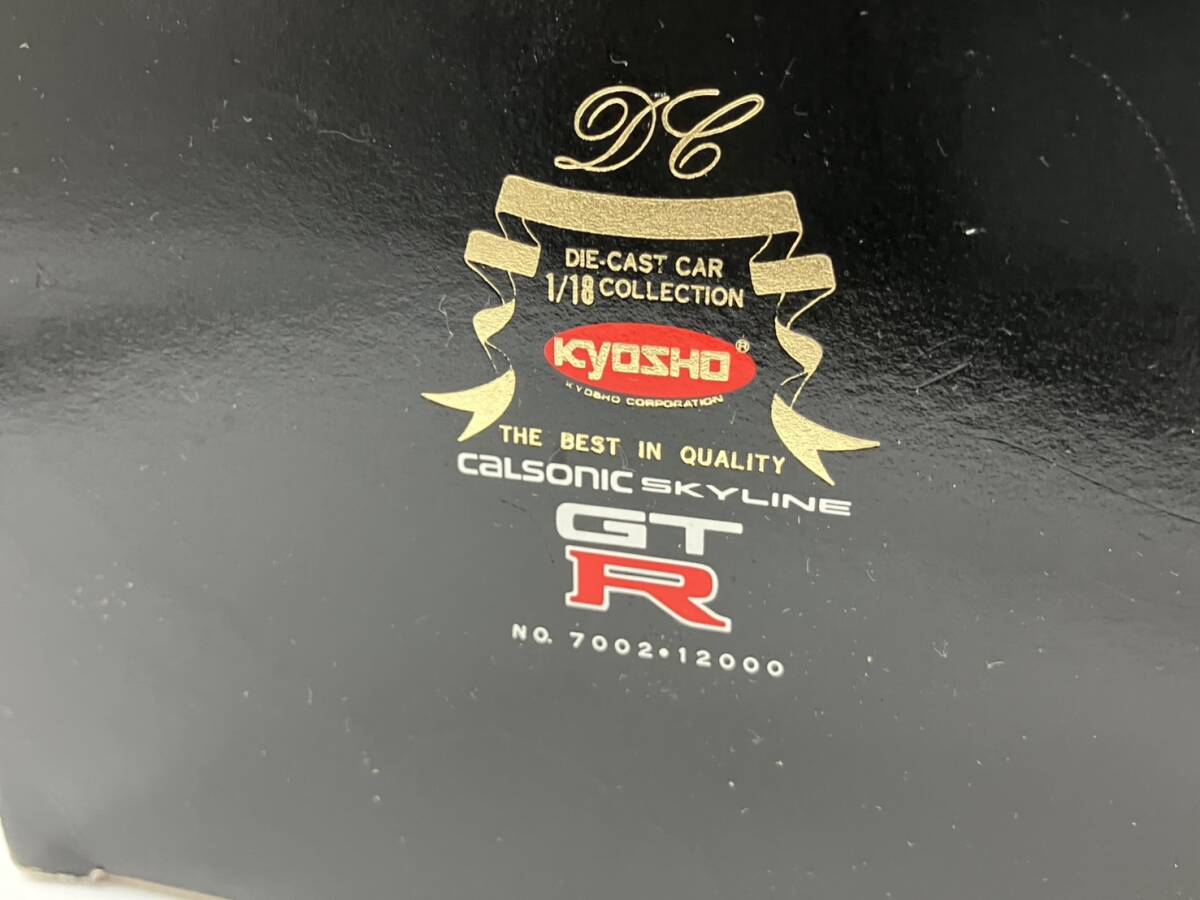 DC
DIE-CAST CAR
1/18 COLLECTION
KYOSHO®
KYOSHO CORPORATION
THE BEST IN QUALITY
CALSONIC SKYLINE
GT
R
NO. 7002•12000